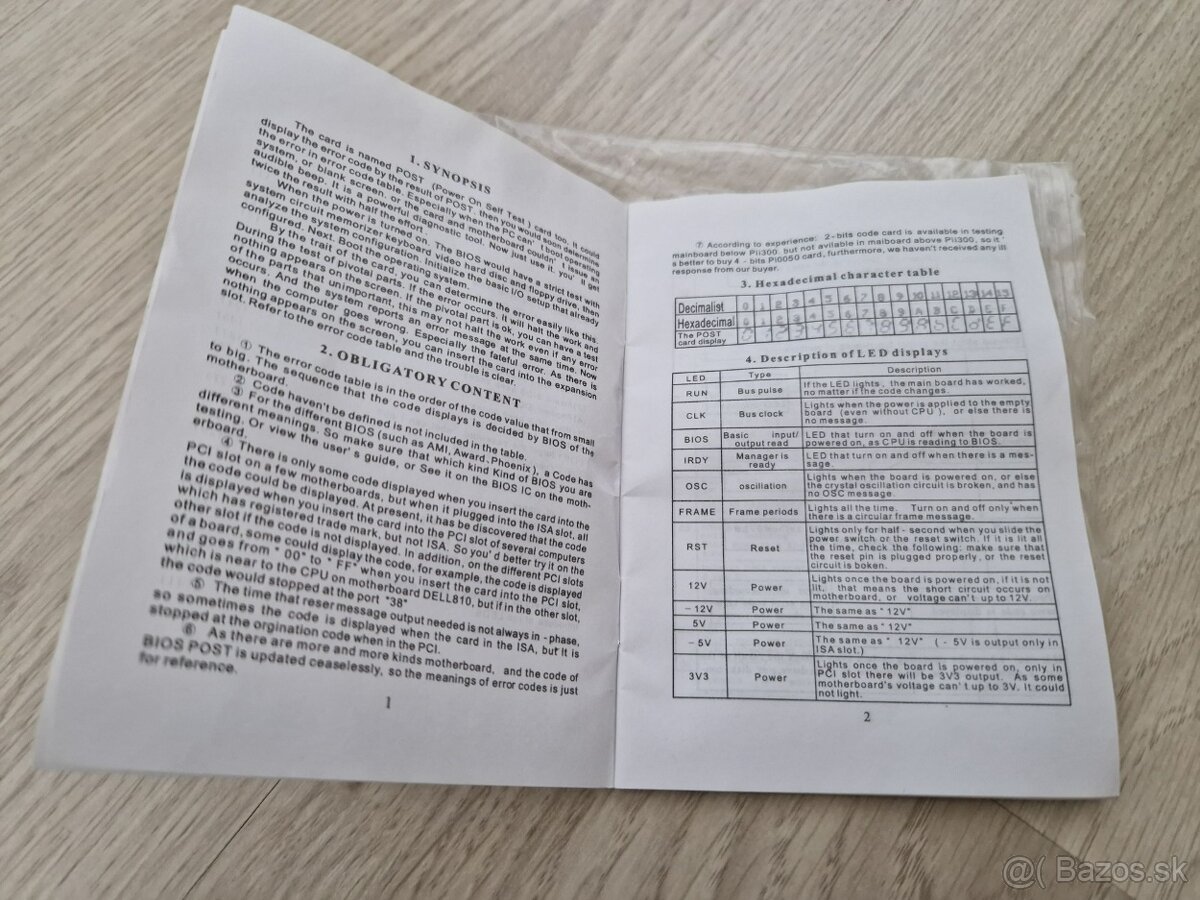 1. SYNOPSIS
The card is named POST (Power On Self Test) card too. It could
display the error code by the result of POST, then you would soon determine
the error in error code table. Especially when the PC can't boot operating
system, or blank screen, or the card and motherboard couldn't issue an
audible beep. It is a powerful diagnostic tool. Now just use it. you'll get
twice the result with half the effort.
When the power is turned on. The BIOS would have a strict test with
system circuit memorizer keyboard video hard disc and floppy drive, then
analyze the system configuration. Initialize the basic I/O setup that already
configured. Next. Boot the operating system.
By the trait of the card, you can determine the error easily like this:
During the test of pivotal parts. If the error occurs. It will halt the work and
nothing appears on the screen. If the pivotal part is ok, you can have a test
of the parts that unimportant. this may not halt the work even if any error
occurs. And the system reports an error message at the same time. Now
when the computer goes wrong. Especially the fateful error. As there is
nothing appears on the screen, you can insert the card into the expansion
slot. Refer to the error code table and the trouble is clear.
2. OBLIGATORY CONTENT
① The error code table is in the order of the code value that from small
to big. The sequence that the code displays is decided by BIOS of the
motherboard.
② Code haven't be defined is not included in the table.
③ For the different BIOS (such as AMI, Award, Phoenix), a Code has
different meanings. So make sure that which kind Kind of BIOS you are
testing. Or view the user's guide, or See it on the BIOS IC on the moth-
erboard.
④ There is only some code displayed when you insert the card into the
PCI slot on a few motherboards, but when it plugged into the ISA slot, all
the code could be displayed. At present, it has be discovered that the code
is displayed when you insert the card into the PCI slot of several computers
which has registered trade mark, but not ISA. So you'd better try it on the
other slot if the code is not displayed. In addition, on the different PCI slots
of a board, some could display the code, for example, the code is displayed
and goes from "00" to "FF" when you insert the card into the PCI slot,
which is near to the CPU on motherboard DELL810, but if in the other slot,
the code would stopped at the port "38"
⑤ The time that reser message output needed is not always in-phase,
so sometimes the code is displayed when the card in the ISA, but it is
stopped at the orgination code when in the PCI.
⑥ As there are more and more kinds motherboard, and the code of
BIOS POST is updated ceaselessly, so the meanings of error codes is just
for reference.
1
⑦ According to experience: 2-bits code card is available in testing
mainboard below PII300. but not avilable in maiboard above PII300, so it'
s better to buy 4 - bits PI0050 card, furthermore, we haven't received any ill
response from our buyer.
3. Hexadecimal character table
Decimalist 0 1 2 3 4 5 6 7 8 9 10 11 12 13 14 15
Hexadecimal 0 1 2 3 4 5 6 7 8 9 A B C D E F
The POST
card display
4. Description of LED displays
LED Type Description
RUN Bus pulse If the LED lights, the main board has worked,
no matter if the code changes.
CLK Bus clock Lights when the power is applied to the empty
board (even without CPU), or else there is
no message.
BIOS Basic input/ LED that turn on and off when the board is
output read powered on, as CPU is reading to BIOS.
IRDY Manager is LED that turn on and off when there is a mes-
ready sage.
OSC osciliation Lights when the board is powered on, or else
the crystal oscillation circuit is broken, and has
no OSC message.
FRAME Frame periods Lights all the time. Turn on and off only when
there is a circular frame message.
RST Reset Lights only for half - second when you slide the
power switch or the reset switch. If it is lit all
the time, check the following: make sure that
the reset pin is plugged properly, or the reset
circuit is boken.
12V Power Lights once the board is powered on, if it is not
lit, that means the short circuit occurs on
motherboard, or voltage can't up to 12V.
- 12V Power The same as "12V"
5V Power The same as "12V"
- 5V Power The same as "12V" ( - 5V is output only in
ISA slot.)
3V3 Power Lights once the board is powered on, only in
PCI slot there will be 3V3 output. As some
motherboard's voltage can't up to 3V. It could
not light.
2
@( Bazos.sk